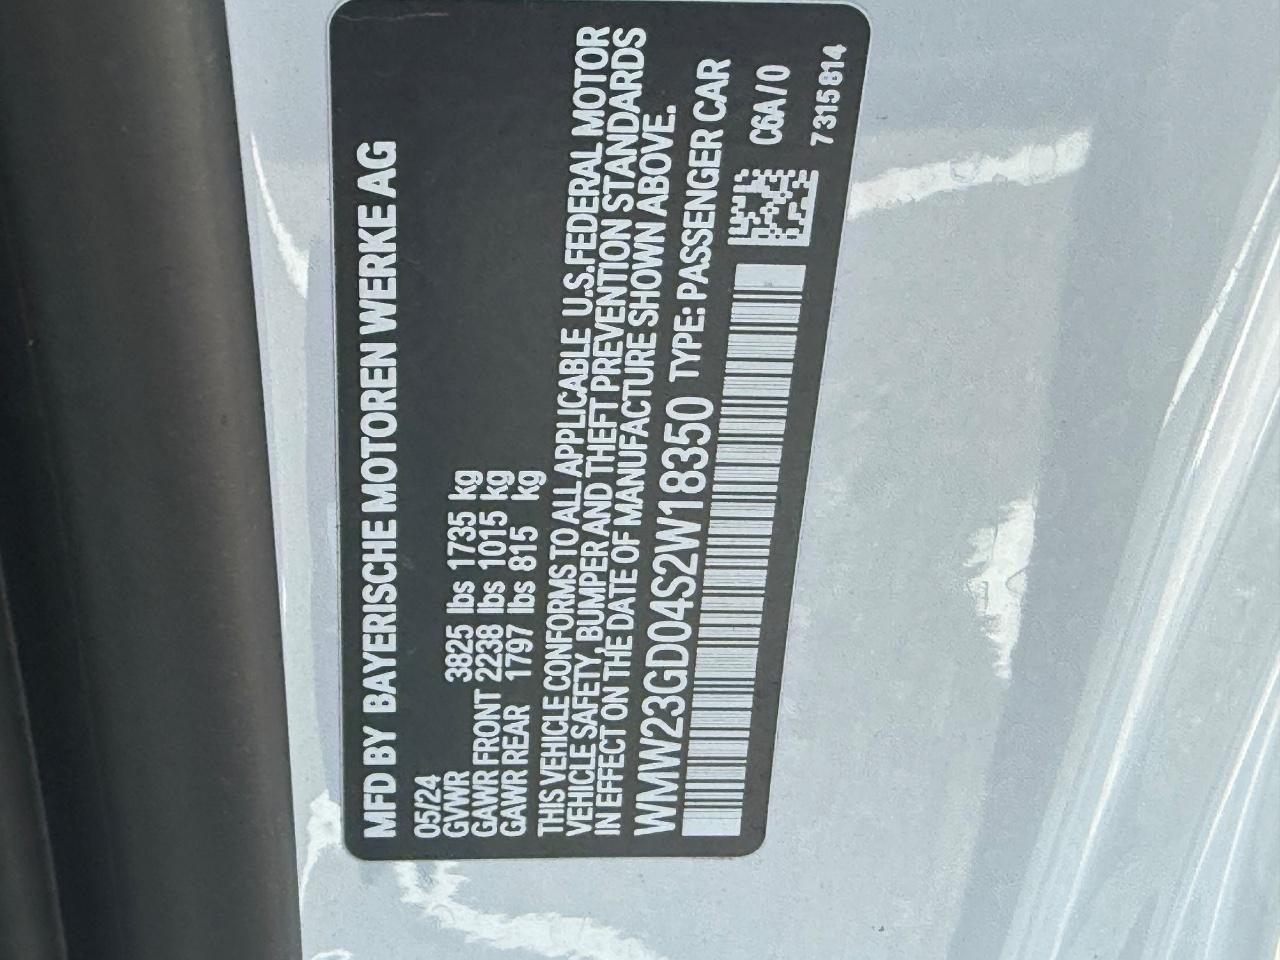 MFD BY BAYERISCHE MOTOREN WERKE AG
05/24
GVWR 3825 lbs 1735 kg
GAWR FRONT 2238 lbs 1015 kg
GAWR REAR 1797 lbs 815 kg
THIS VEHICLE CONFORMS TO ALL APPLICABLE U.S.FEDERAL MOTOR
VEHICLE SAFETY, BUMPER AND THEFT PREVENTION STANDARDS
IN EFFECT ON THE DATE OF MANUFACTURE SHOWN ABOVE.
WMW23GD04S2W18350 TYPE: PASSENGER CAR
C6A/0
7315814